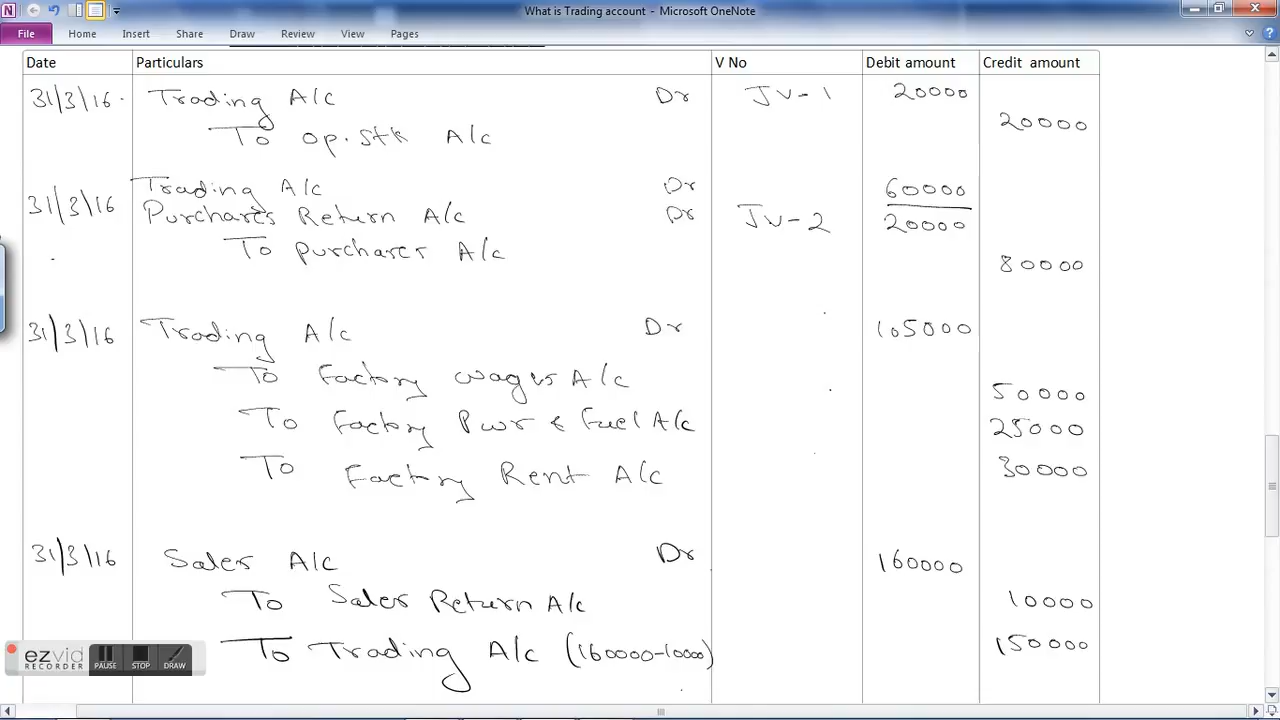 What is Trading account - Microsoft OneNote
File Home Insert Share Draw Review View Pages
Date Particulars V No Debit amount Credit amount
31/3/16 Trading A/c Dr JV-1 20000
To op.stk A/c 20000
Trading A/c Dr 60000
31/3/16 Purchases Return A/c Dr JV-2 20000
To purchases A/c 80000
31/3/16 Trading A/c Dr 105000
To Factory wages A/c 50000
To Factory Pwr & Fuel A/c 25000
To Factory Rent A/c 30000
31/3/16 Sales A/c Dr 160000
To Sales Return A/c 10000
To Trading A/c (160000-10000) 150000
ezvid
RECORDER
PAUSE STOP DRAW